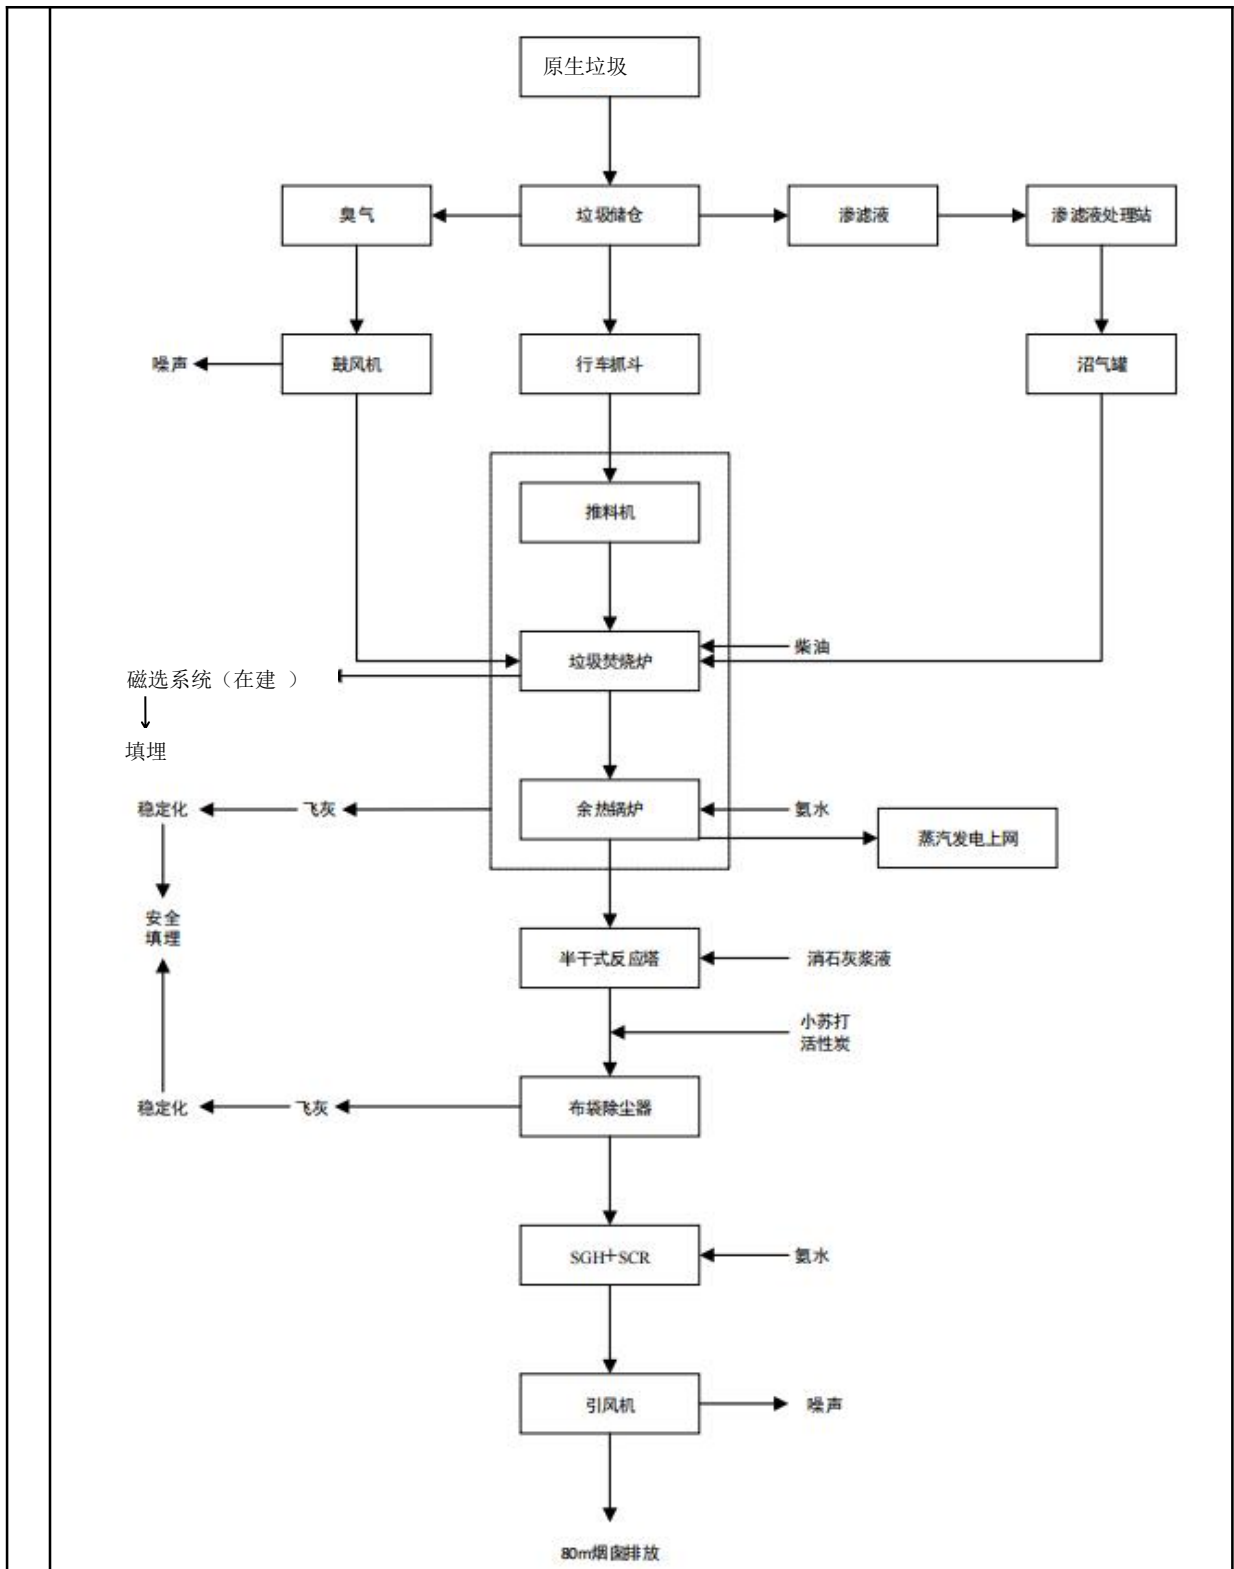 原生垃圾
臭气
垃圾储仓
渗滤液
渗滤液处理站
噪声
鼓风机
行车抓斗
沼气罐
推料机
垃圾焚烧炉
柴油
磁选系统（在建 ）
填埋
稳定化
飞灰
余热锅炉
氨水
蒸汽发电上网
安全
填埋
半干式反应塔
消石灰浆液
小苏打
活性炭
稳定化
飞灰
布袋除尘器
SGH+SCR
氨水
引风机
噪声
80m烟囱排放